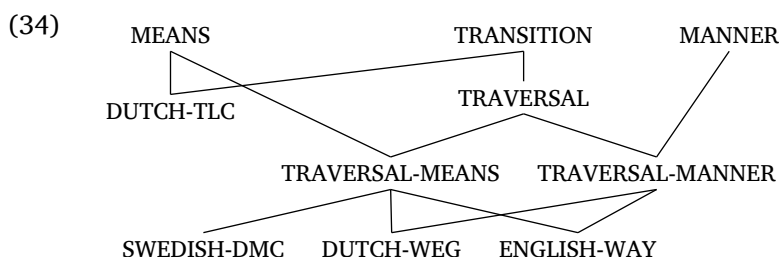 (34) MEANS TRANSITION MANNER
DUTCH-TLC TRAVERSAL
TRAVERSAL-MEANS TRAVERSAL-MANNER
SWEDISH-DMC DUTCH-WEG ENGLISH-WAY